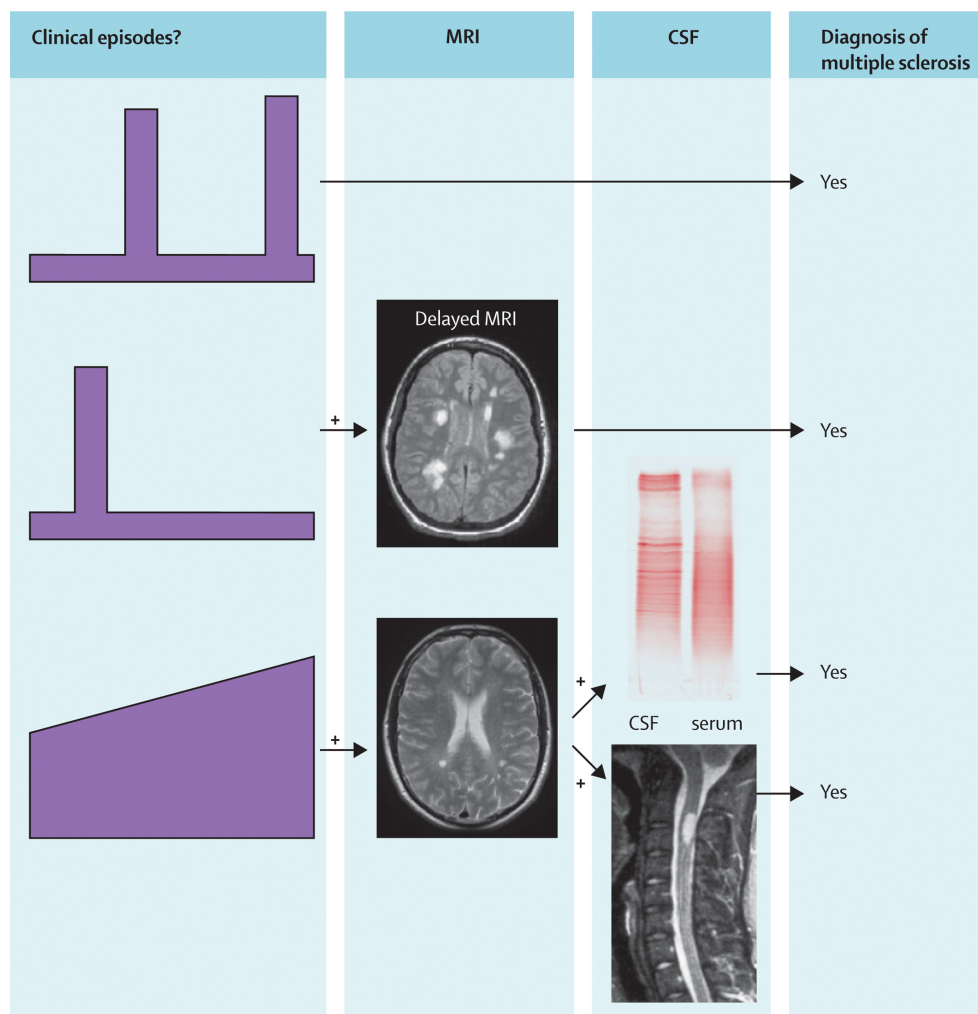 Clinical episodes?
MRI
CSF
Diagnosis of
multiple sclerosis
Yes
Delayed MRI
+
Yes
+
+
Yes
CSF
serum
+
Yes